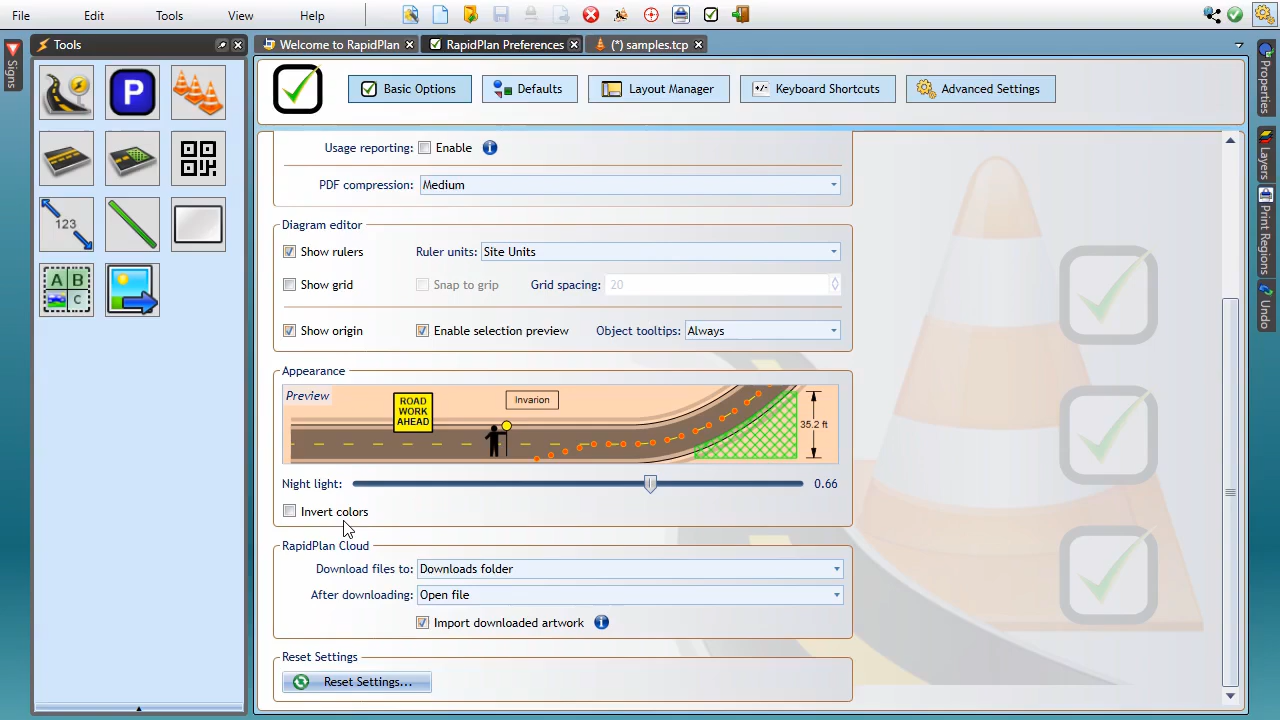 File Edit Tools View Help
Signs
Tools
Welcome to RapidPlan
RapidPlan Preferences
(*) samples.tcp
P
123
A B
C
Basic Options
Defaults
Layout Manager
Keyboard Shortcuts
Advanced Settings
Usage reporting: Enable
PDF compression: Medium
Diagram editor
Show rulers Ruler units: Site Units
Show grid Snap to grip Grid spacing: 20
Show origin Enable selection preview Object tooltips: Always
Appearance
Preview
ROAD
WORK
AHEAD
Invarion
35.2 ft
Night light: 0.66
Invert colors
RapidPlan Cloud
Download files to: Downloads folder
After downloading: Open file
Import downloaded artwork
Reset Settings
Reset Settings...
Properties
Layers
Print Regions
Undo